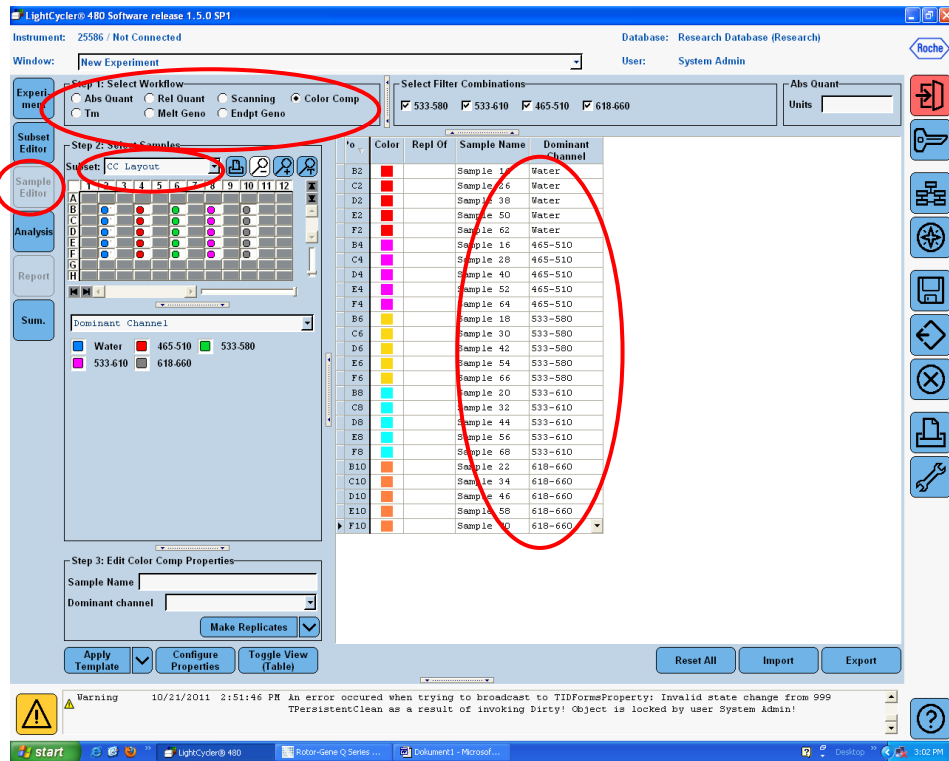 LightCycler® 480 Software release 1.5.0 SP1
Instrument: 25586 / Not Connected
Database: Research Database (Research)
Window: New Experiment
User: System Admin
Roche
Experi-
ment
Subset
Editor
Sample
Editor
Analysis
Report
Sum.
Step 1: Select Workflow
Abs Quant Rel Quant Scanning Color Comp
Tm Melt Geno Endpt Geno
Select Filter Combinations
533-580 533-610 465-510 618-660
Abs Quant
Units
Step 2: Select Samples
Subset: CC Layout
1 2 3 4 5 6 7 8 9 10 11 12
A
B
C
D
E
F
G
H
Dominant Channel
Water 465-510 533-580
533-610 618-660
Color Repl Of Sample Name Dominant Channel
B2 Sample Water
C2 Sample 26 Water
D2 Sample 38 Water
E2 Sample 50 Water
F2 Sample 62 Water
B4 Sample 16 465-510
C4 Sample 28 465-510
D4 Sample 40 465-510
E4 Sample 52 465-510
F4 Sample 64 465-510
B6 Sample 18 533-580
C6 Sample 30 533-580
D6 Sample 42 533-580
E6 Sample 54 533-580
F6 Sample 66 533-580
B8 Sample 20 533-610
C8 Sample 32 533-610
D8 Sample 44 533-610
E8 Sample 56 533-610
F8 Sample 68 533-610
B10 Sample 22 618-660
C10 Sample 34 618-660
D10 Sample 46 618-660
E10 Sample 58 618-660
F10 Sample 618-660
Step 3: Edit Color Comp Properties
Sample Name
Dominant channel
Make Replicates
Apply Template
Configure Properties
Toggle View (Table)
Reset All Import Export
Warning 10/21/2011 2:51:46 PM An error occured when trying to broadcast to TIDFormsProperty: Invalid state change from 999
TPersistentClean as a result of invoking Dirty! Object is locked by user System Admin!
start LightCycler® 480 Rotor-Gene Q Series ... Dokument1 - Microsof... Desktop 3:02 PM